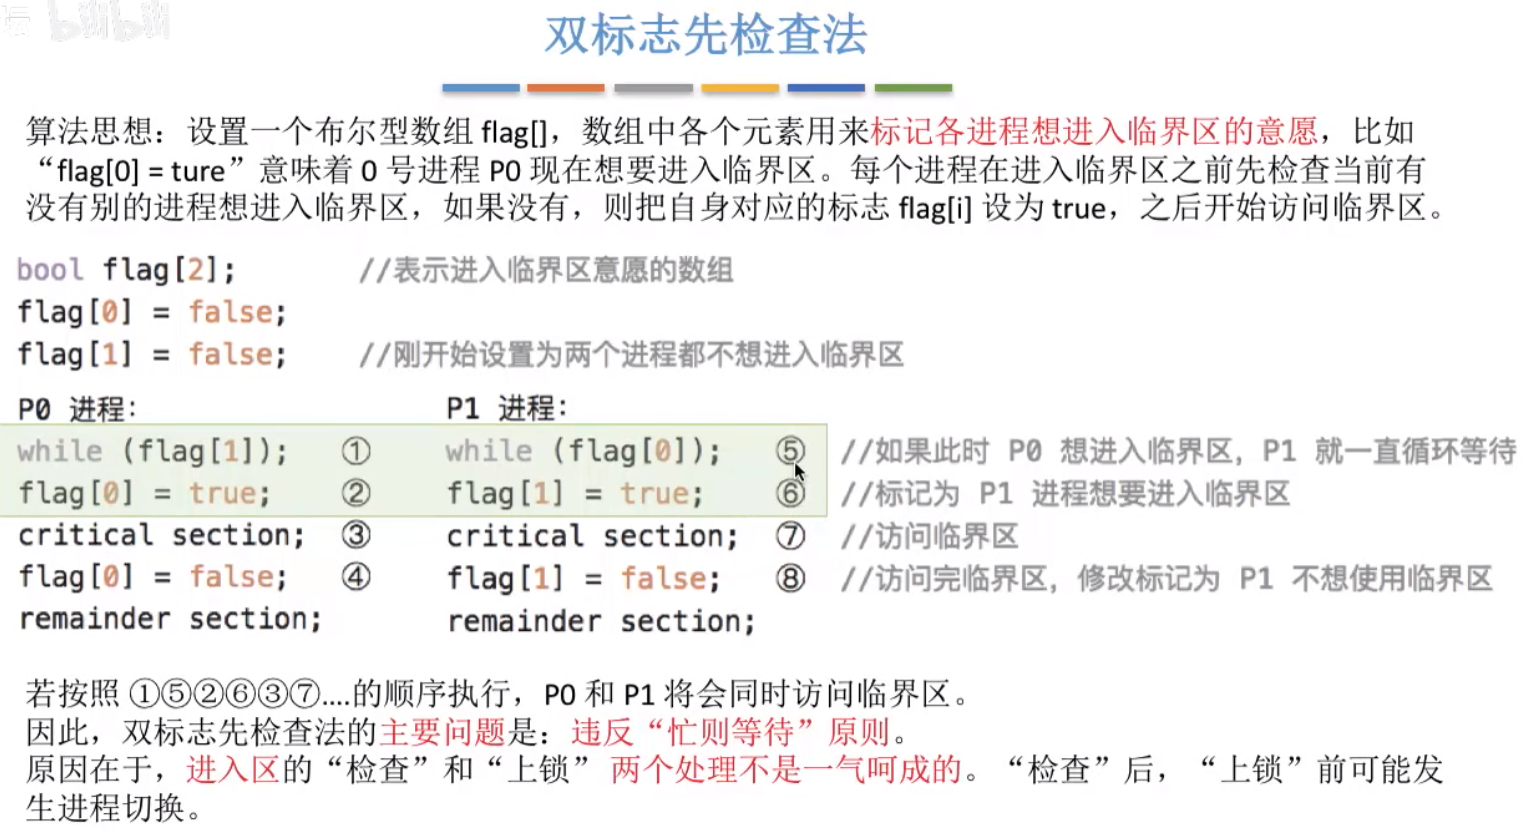 坛 bilibili
双标志先检查法
算法思想：设置一个布尔型数组 flag[]，数组中各个元素用来标记各进程想进入临界区的意愿，比如
“flag[0] = ture”意味着 0 号进程 P0 现在想要进入临界区。每个进程在进入临界区之前先检查当前有
没有别的进程想进入临界区，如果没有，则把自身对应的标志 flag[i] 设为 true，之后开始访问临界区。
bool flag[2]; //表示进入临界区意愿的数组
flag[0] = false;
flag[1] = false; //刚开始设置为两个进程都不想进入临界区
P0 进程： P1 进程：
while (flag[1]); ① while (flag[0]); ⑤ //如果此时 P0 想进入临界区，P1 就一直循环等待
flag[0] = true; ② flag[1] = true; ⑥ //标记为 P1 进程想要进入临界区
critical section; ③ critical section; ⑦ //访问临界区
flag[0] = false; ④ flag[1] = false; ⑧ //访问完临界区，修改标记为 P1 不想使用临界区
remainder section; remainder section;
若按照 ①⑤②⑥③⑦....的顺序执行，P0 和 P1 将会同时访问临界区。
因此，双标志先检查法的主要问题是：违反“忙则等待”原则。
原因在于，进入区的“检查”和“上锁” 两个处理不是一气呵成的。“检查”后，“上锁”前可能发
生进程切换。